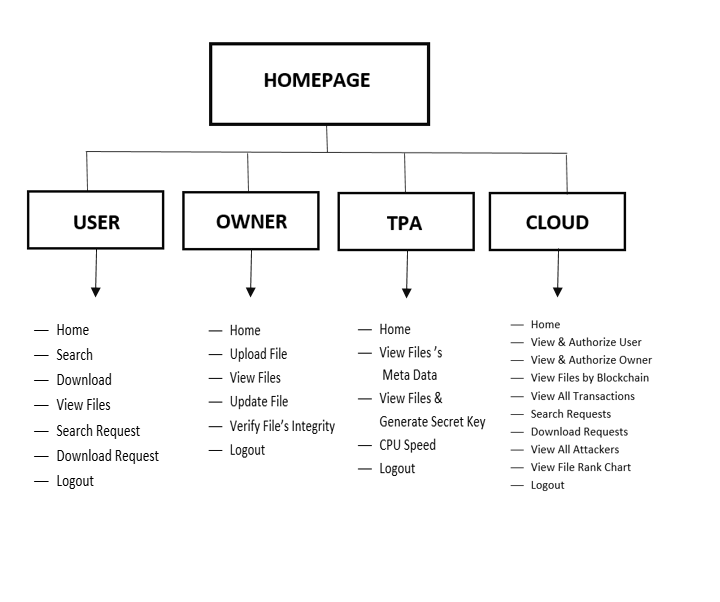 HOMEPAGE
USER
OWNER
TPA
CLOUD
— Home
— Search
— Download
— View Files
— Search Request
— Download Request
— Logout
— Home
— Upload File
— View Files
— Update File
— Verify File's Integrity
— Logout
— Home
— View Files 's
Meta Data
— View Files &
Generate Secret Key
— CPU Speed
— Logout
— Home
— View & Authorize User
— View & Authorize Owner
— View Files by Blockchain
— View All Transactions
— Search Requests
— Download Requests
— View All Attackers
— View File Rank Chart
— Logout